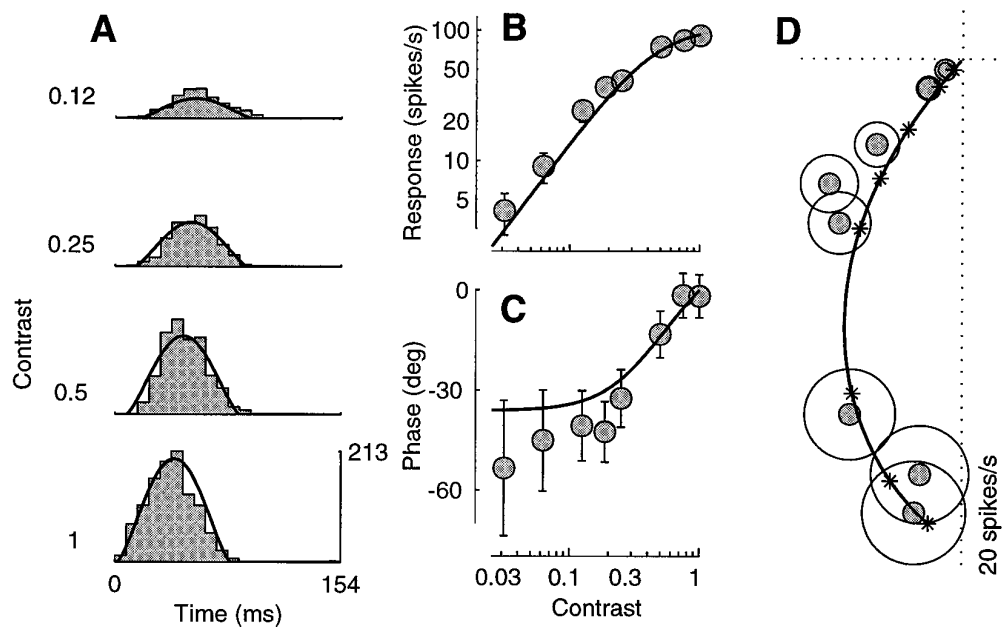 A
0.12
0.25
0.5
1
Contrast
213
0
154
Time (ms)
B
100
50
20
10
5
Response (spikes/s)
C
0
-30
-60
Phase (deg)
0.03
0.1
0.3
1
Contrast
D
20 spikes/s